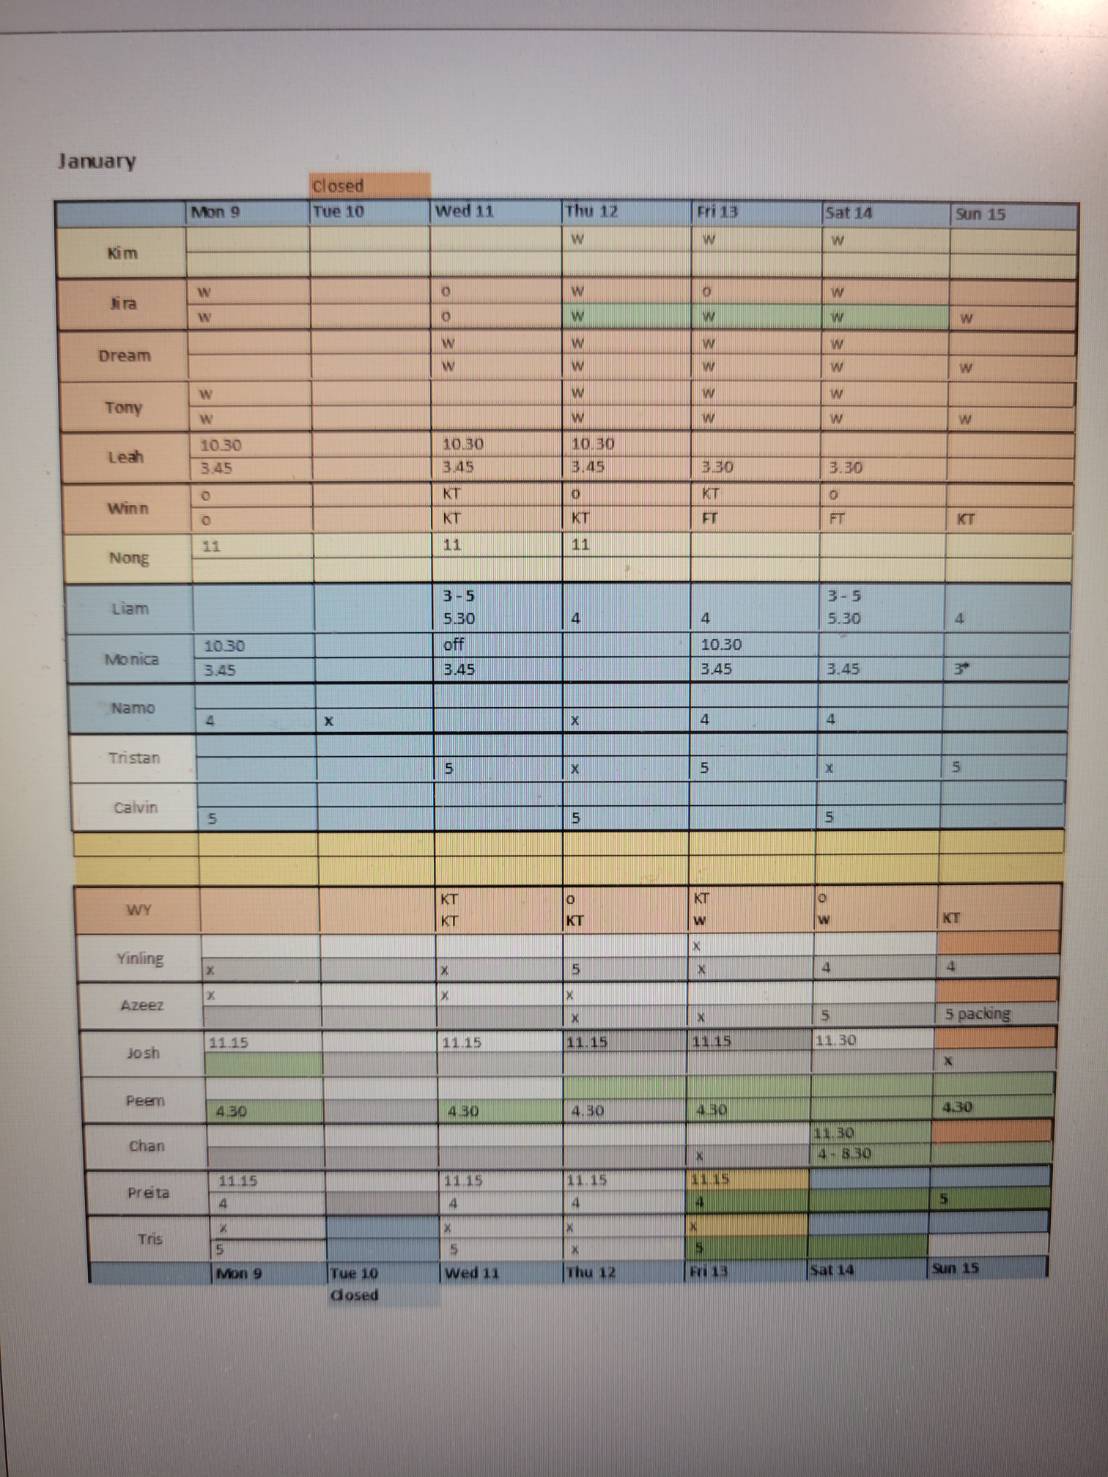 January
Closed
Mon 9 Tue 10 Wed 11 Thu 12 Fri 13 Sat 14 Sun 15
Kim
W W W
Jira
W O W O W
W O W W W W
Dream
W W W W
W W W W W
Tony
W W W W
W W W W W
Leah
10.30 10.30 10.30
3.45 3.45 3.45 3.30 3.30
Winn
O KT O KT O
O KT KT FT FT KT
Nong
11 11 11
Liam
3 - 5 3 - 5
5.30 4 4 5.30 4
Monica
10.30 off 10.30
3.45 3.45 3.45 3.45 3*
Namo
4 x x 4 4
Tristan
5 x 5 x 5
Calvin
5 5 5
WY
KT O KT O
KT KT W W KT
Yinling
x
x x 5 x 4 4
Azeez
x x x
x x 5 5 packing
Josh
11.15 11.15 11.15 11.15 11.30
x
Peem
4.30 4.30 4.30 4.30 4.30
Chan
11.30
x 4 - 8.30
Preita
11.15 11.15 11.15 11.15
4 4 4 4 5
Tris
x x x x
5 5 x 5
Mon 9 Tue 10 Wed 11 Thu 12 Fri 13 Sat 14 Sun 15
Closed